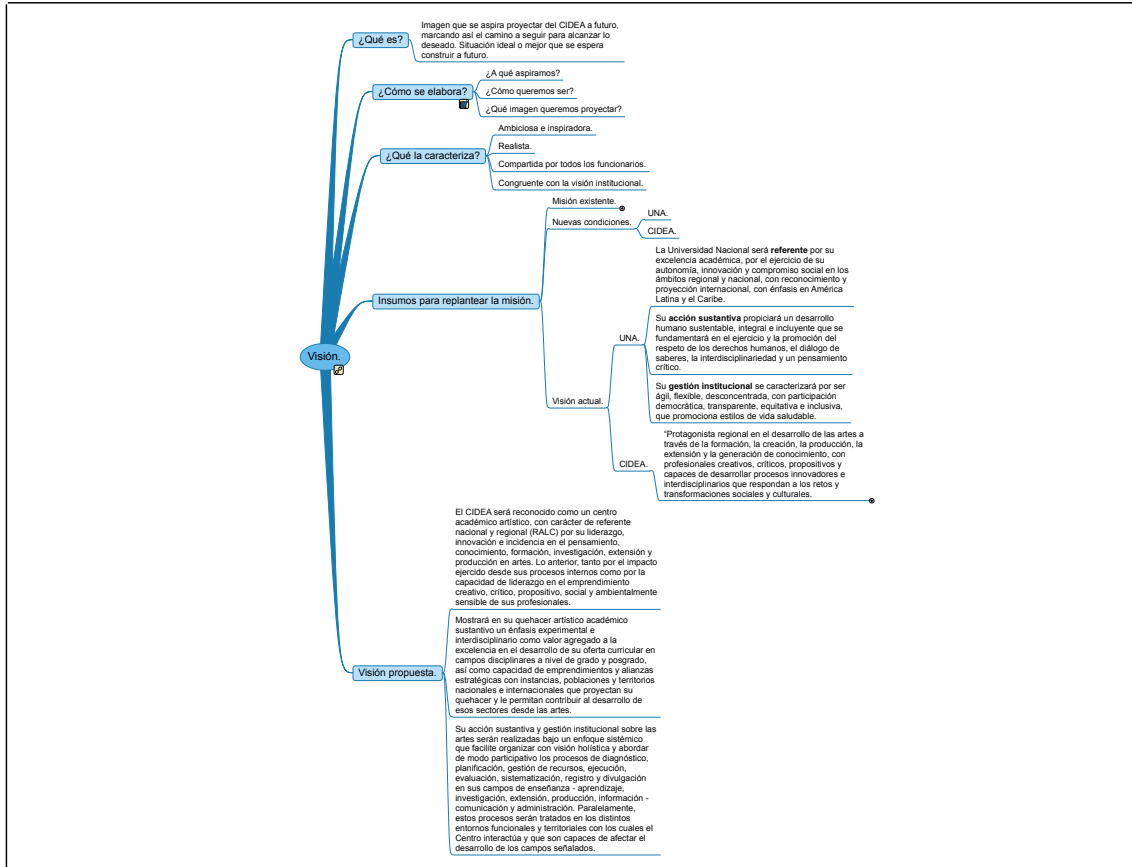 Visión.
¿Qué es?
Imagen que se aspira proyectar del CIDEA a futuro,
marcando así el camino a seguir para alcanzar lo
deseado. Situación ideal o mejor que se espera
construir a futuro.
¿Cómo se elabora?
¿A qué aspiramos?
¿Cómo queremos ser?
¿Qué imagen queremos proyectar?
¿Qué la caracteriza?
Ambiciosa e inspiradora.
Realista.
Compartida por todos los funcionarios.
Congruente con la visión institucional.
Insumos para replantear la misión.
Misión existente.
Nuevas condiciones.
UNA.
CIDEA.
Visión actual.
UNA.
La Universidad Nacional será referente por su
excelencia académica, por el ejercicio de su
autonomía, innovación y compromiso social en los
ámbitos regional y nacional, con reconocimiento y
proyección internacional, con énfasis en América
Latina y el Caribe.
Su acción sustantiva propiciará un desarrollo
humano sustentable, integral e incluyente que se
fundamentará en el ejercicio y la promoción del
respeto de los derechos humanos, el diálogo de
saberes, la interdisciplinariedad y un pensamiento
crítico.
Su gestión institucional se caracterizará por ser
ágil, flexible, desconcentrada, con participación
democrática, transparente, equitativa e inclusiva,
que promociona estilos de vida saludable.
CIDEA.
"Protagonista regional en el desarrollo de las artes a
través de la formación, la creación, la producción, la
extensión y la generación de conocimiento, con
profesionales creativos, críticos, propositivos y
capaces de desarrollar procesos innovadores e
interdisciplinarios que respondan a los retos y
transformaciones sociales y culturales.
Visión propuesta.
El CIDEA será reconocido como un centro
académico artístico, con carácter de referente
nacional y regional (RALC) por su liderazgo,
innovación e incidencia en el pensamiento,
conocimiento, formación, investigación, extensión y
producción en artes. Lo anterior, tanto por el impacto
ejercido desde sus procesos internos como por la
capacidad de liderazgo en el emprendimiento
creativo, crítico, propositivo, social y ambientalmente
sensible de sus profesionales.
Mostrará en su quehacer artístico académico
sustantivo un énfasis experimental e
interdisciplinario como valor agregado a la
excelencia en el desarrollo de su oferta curricular en
campos disciplinares a nivel de grado y posgrado,
así como capacidad de emprendimientos y alianzas
estratégicas con instancias, poblaciones y territorios
nacionales e internacionales que proyectan su
quehacer y le permitan contribuir al desarrollo de
esos sectores desde las artes.
Su acción sustantiva y gestión institucional sobre las
artes serán realizadas bajo un enfoque sistémico
que facilite organizar con visión holística y abordar
de modo participativo los procesos de diagnóstico,
planificación, gestión de recursos, ejecución,
evaluación, sistematización, registro y divulgación
en sus campos de enseñanza - aprendizaje,
investigación, extensión, producción, información -
comunicación y administración. Paralelamente,
estos procesos serán tratados en los distintos
entornos funcionales y territoriales con los cuales el
Centro interactúa y que son capaces de afectar el
desarrollo de los campos señalados.